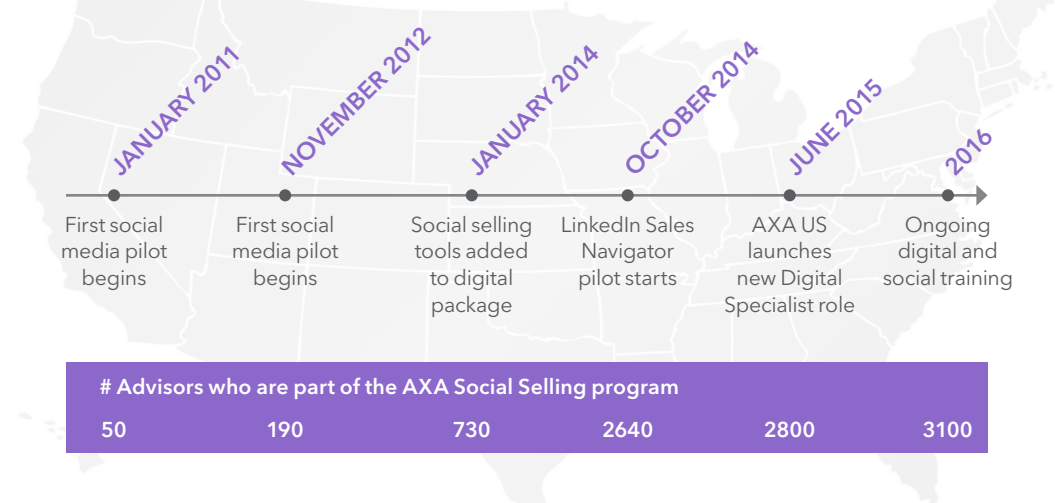 JANUARY 2011
NOVEMBER 2012
JANUARY 2014
OCTOBER 2014
JUNE 2015
2016
First social
media pilot
begins
First social
media pilot
begins
Social selling
tools added
to digital
package
LinkedIn Sales
Navigator
pilot starts
AXA US
launches
new Digital
Specialist role
Ongoing
digital and
social training
# Advisors who are part of the AXA Social Selling program
50 190 730 2640 2800 3100